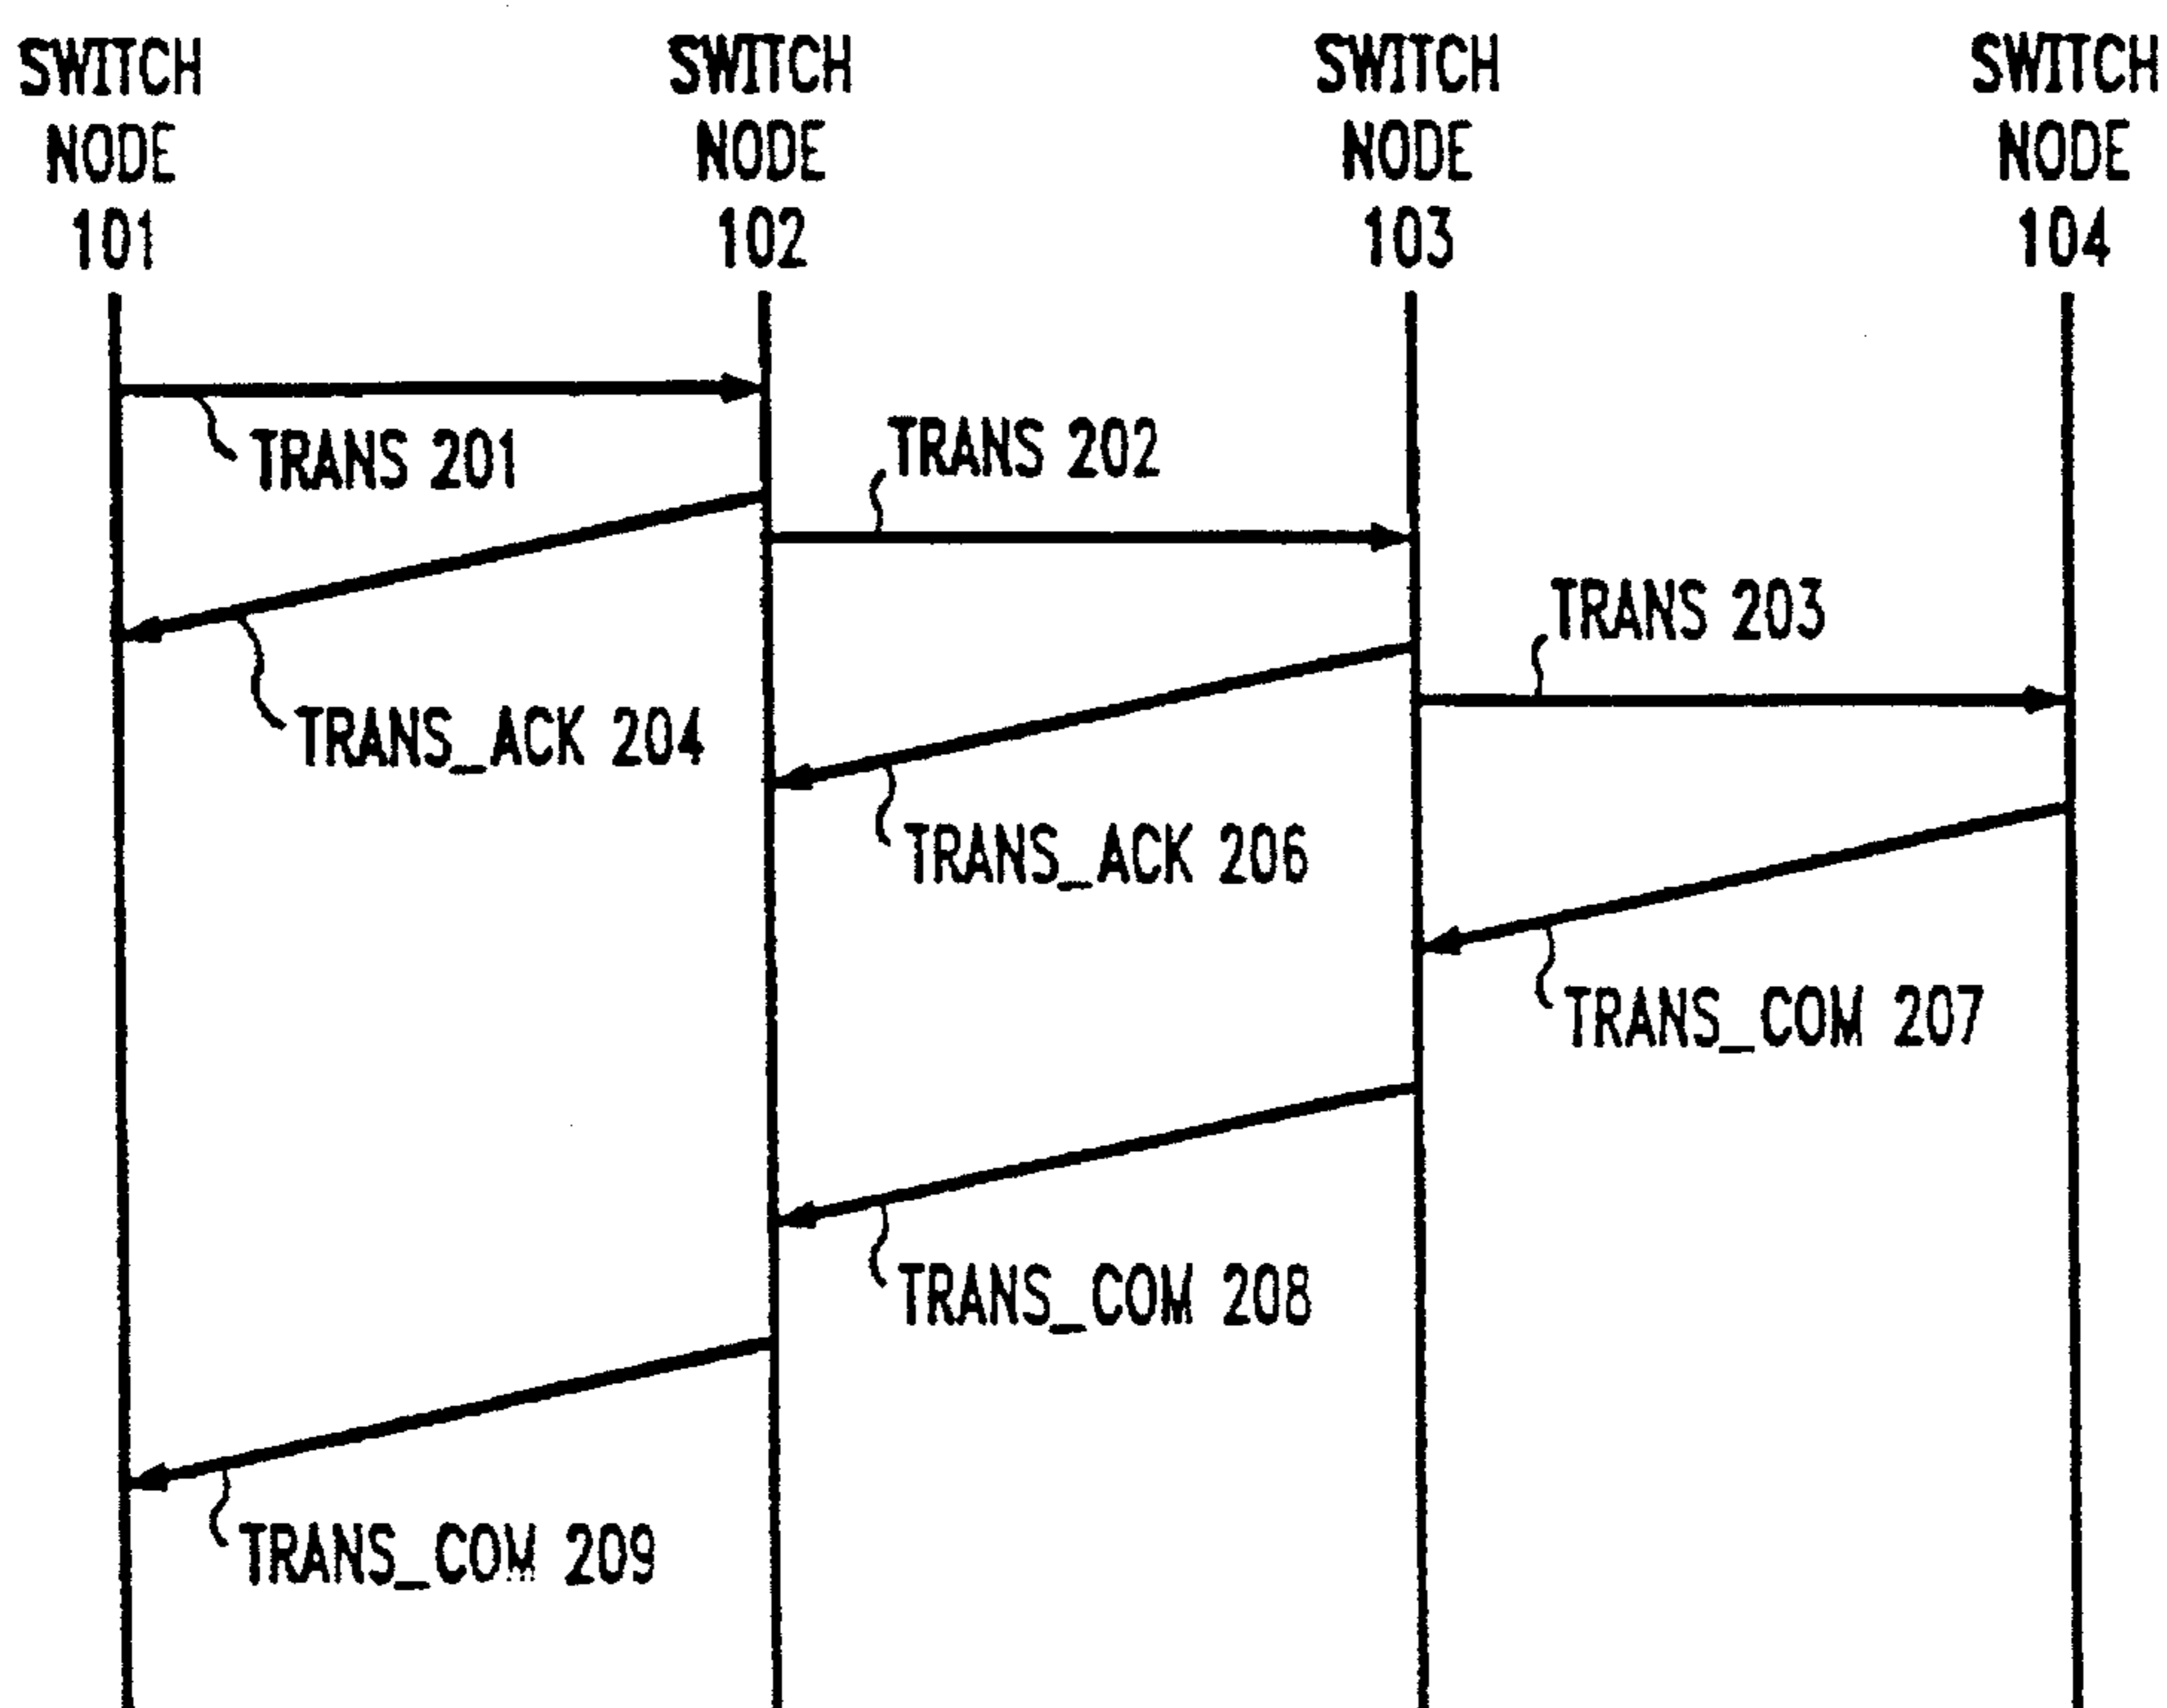 SWITCH
NODE
101
SWITCH
NODE
102
SWITCH
NODE
103
SWITCH
NODE
104
TRANS 201
TRANS 202
TRANS 203
TRANS_ACK 204
TRANS_ACK 206
TRANS_COM 207
TRANS_COM 208
TRANS_COM 209